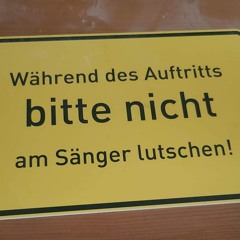 Während des Auftritts
bitte nicht
am Sänger lutschen!